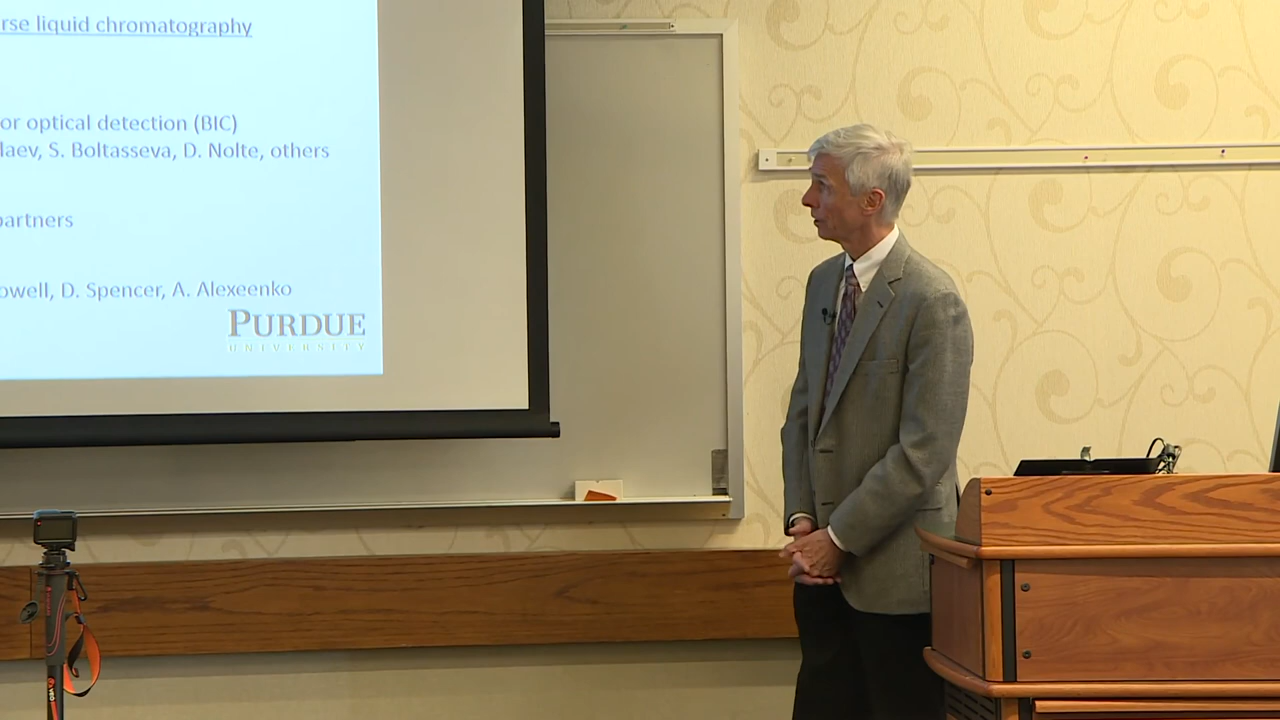 rse liquid chromatography
or optical detection (BIC)
laev, S. Boltasseva, D. Nolte, others
partners
owell, D. Spencer, A. Alexeenko
PURDUE
UNIVERSITY